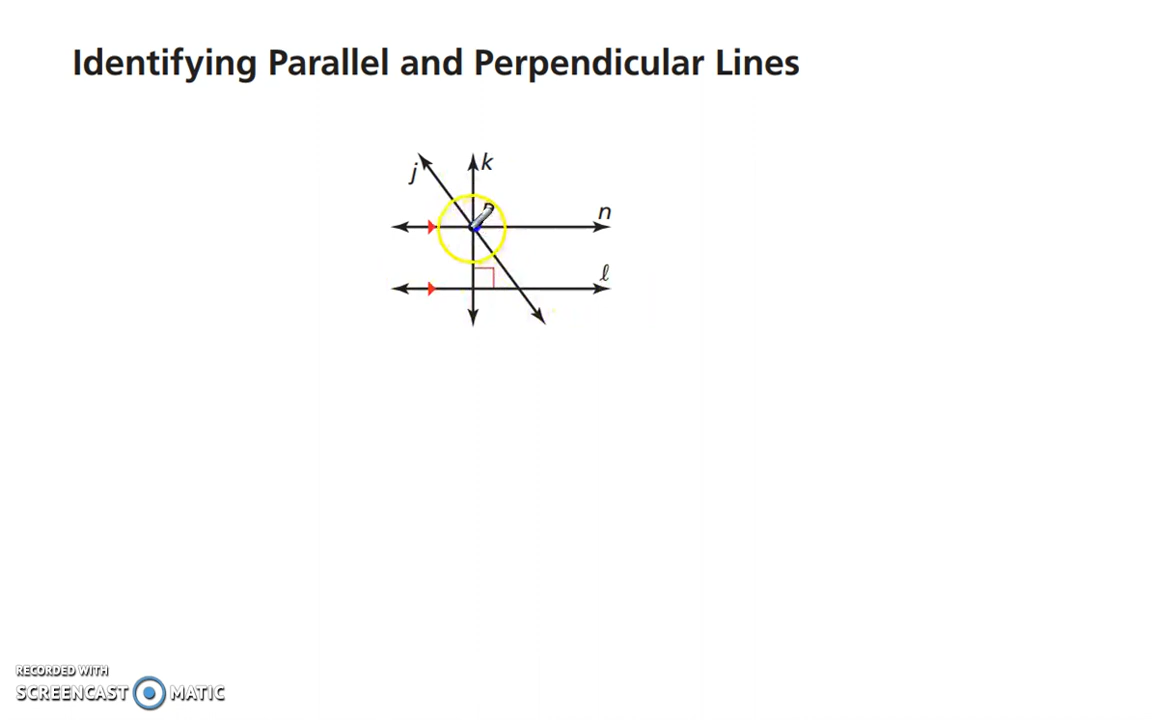 Identifying Parallel and Perpendicular Lines
j
k
n
ℓ
RECORDED WITH
SCREENCAST MATIC